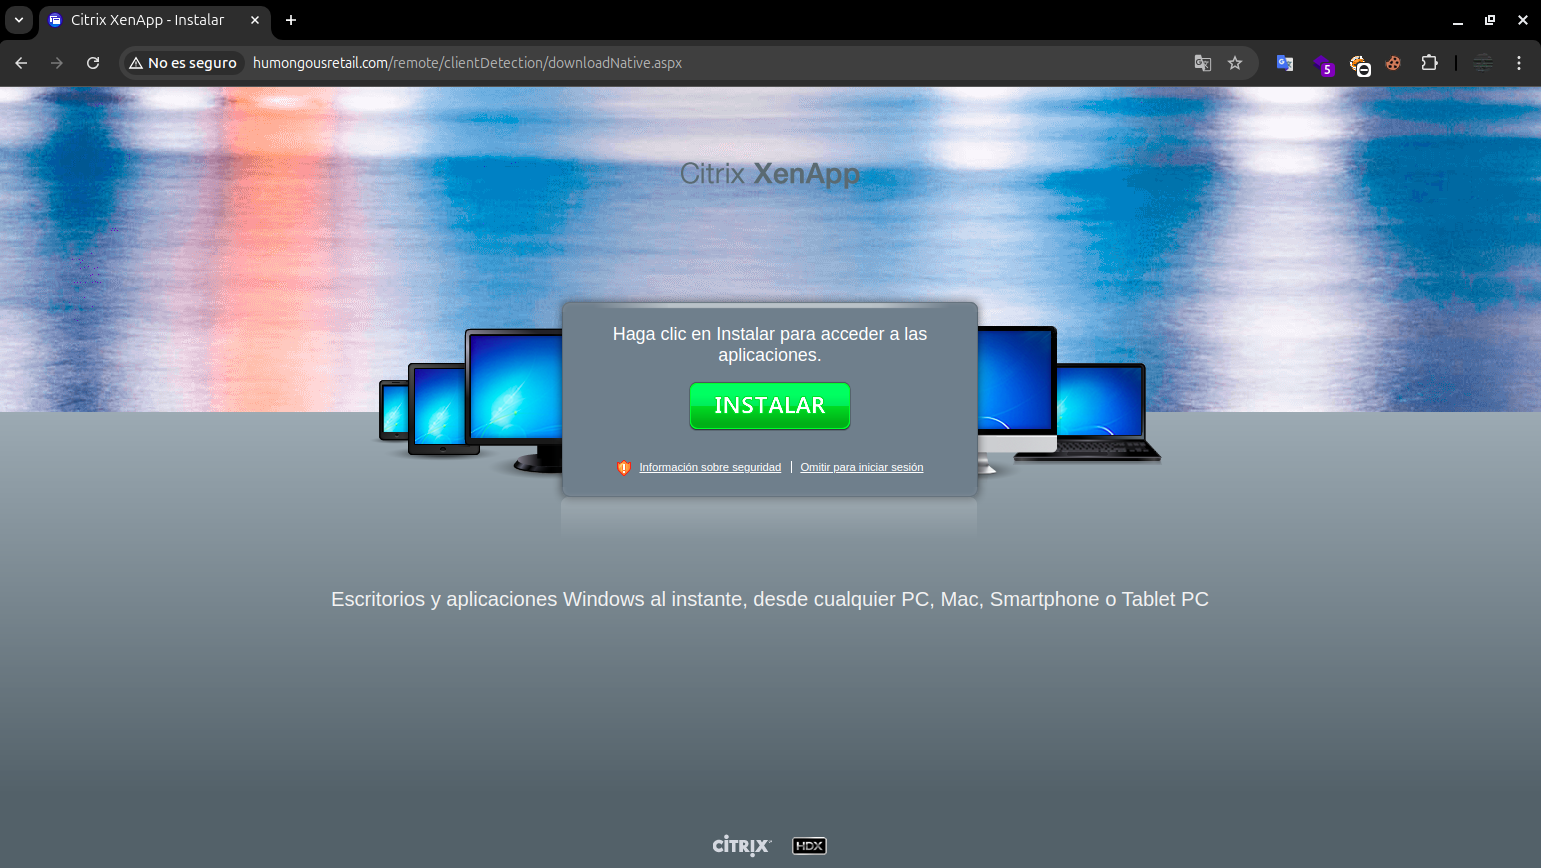 Citrix XenApp - Instalar
No es seguro
humongousretail.com/remote/clientDetection/downloadNative.aspx
5
Citrix XenApp
Haga clic en Instalar para acceder a las
aplicaciones.
INSTALAR
Información sobre seguridad
Omitir para iniciar sesión
Escritorios y aplicaciones Windows al instante, desde cualquier PC, Mac, Smartphone o Tablet PC
CITRIX
HDX